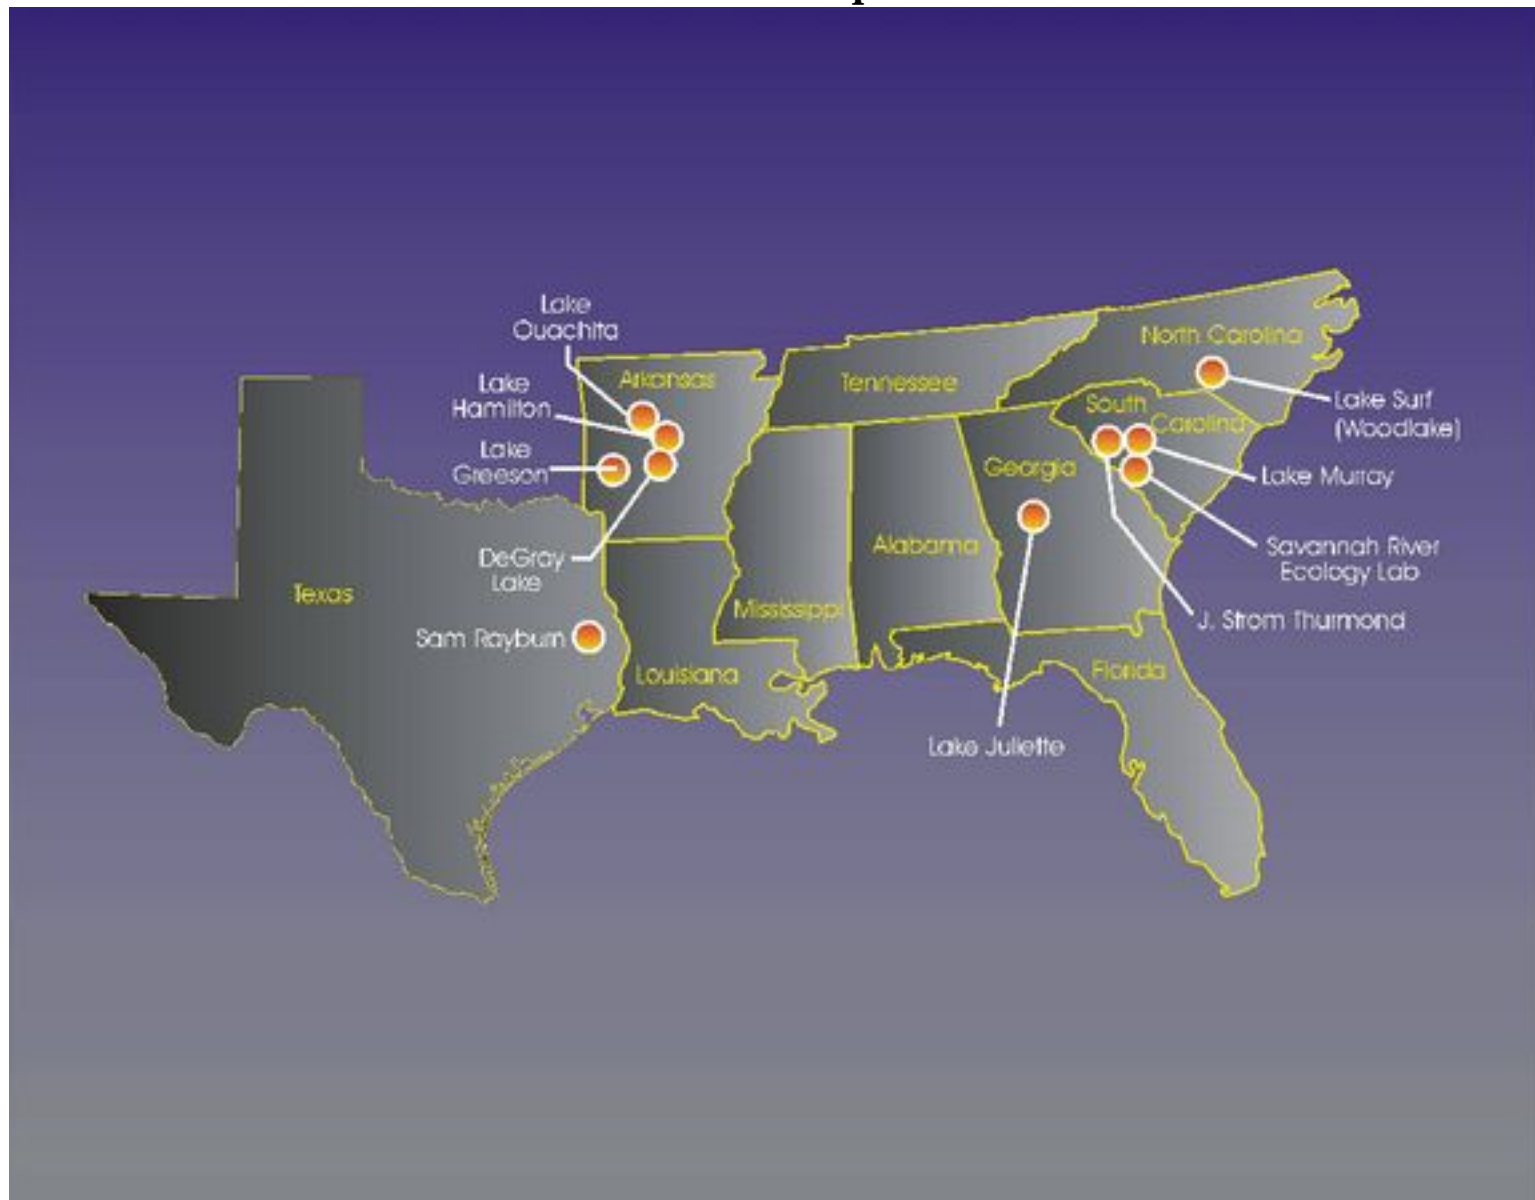 Lake
Ouachita
Lake
Hamilton
Lake
Greeson
DeGray
Lake
Sam Rayburn
Texas
Arkansas
Louisiana
Mississippi
Tennessee
Alabama
Georgia
Florida
North Carolina
South
Carolina
Lake Surf
(Woodlake)
Lake Murray
Savannah River
Ecology Lab
J. Strom Thurmond
Lake Juliette